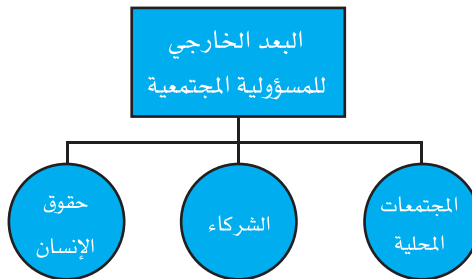 البعد الخارجي
للمسؤولية المجتمعية
المجتمعات
المحلية
الشركاء
حقوق
الإنسان